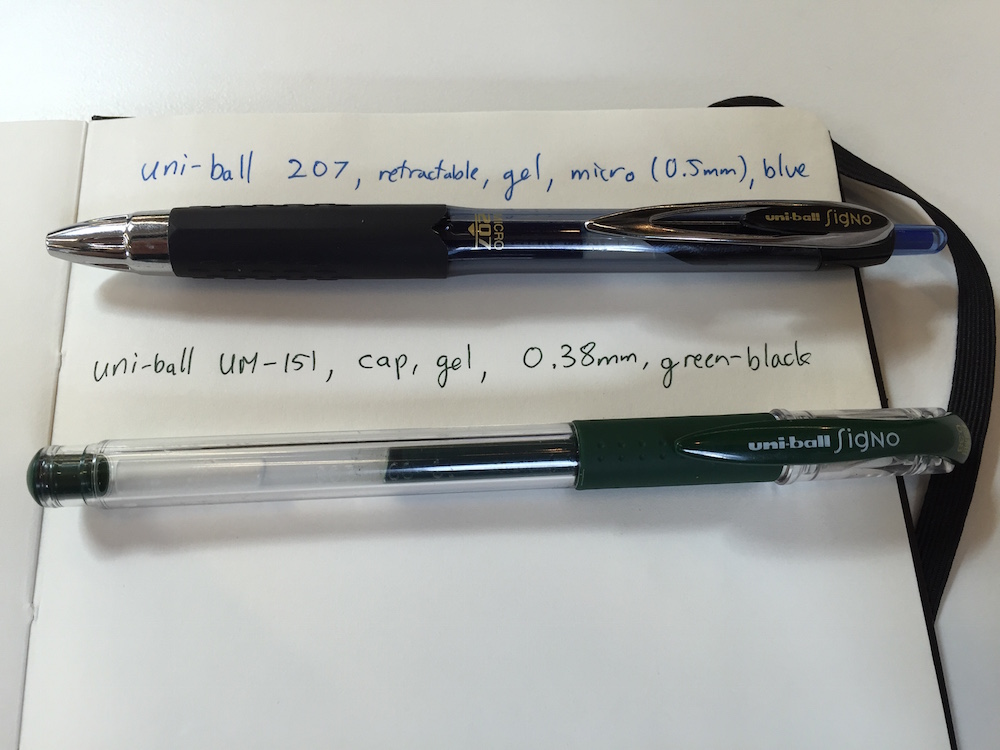 uni-ball 207, retractable, gel, micro (0.5mm), blue
MICRO
207
uni-ball SigNO
uni-ball UM-151, cap, gel, 0.38mm, green-black
uni-ball SigNO